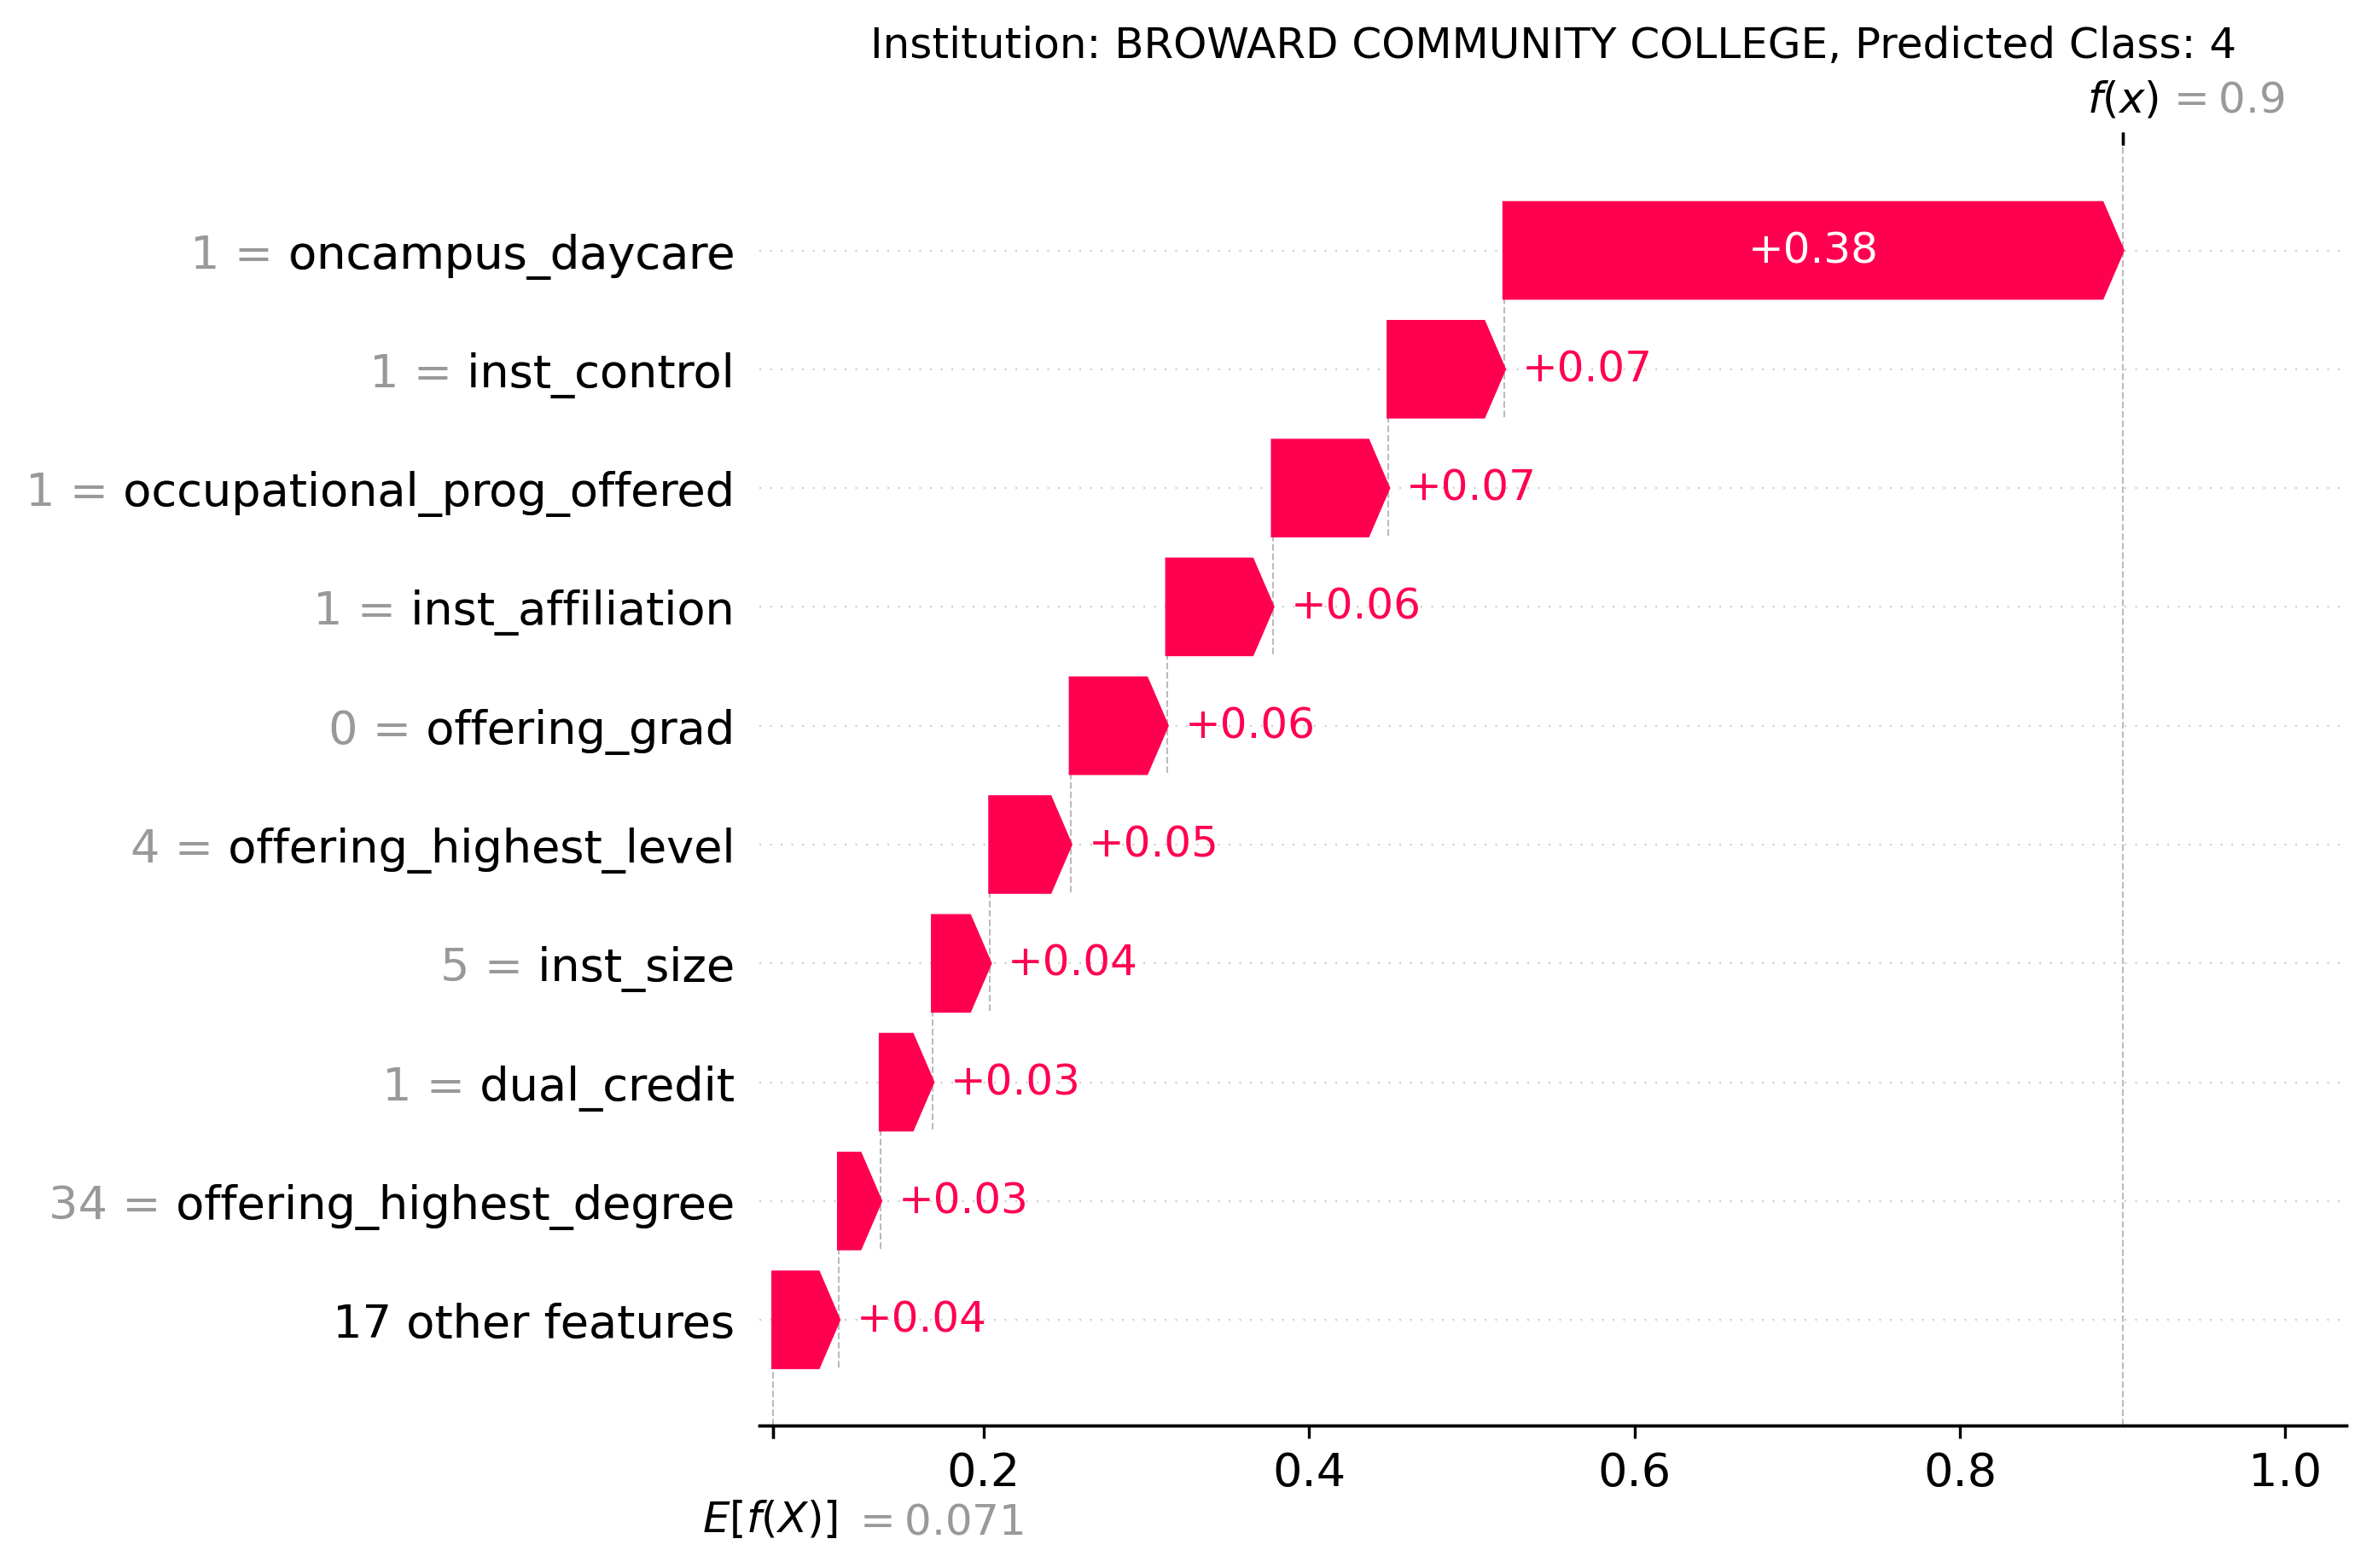 Institution: BROWARD COMMUNITY COLLEGE, Predicted Class: 4
f(x) = 0.9
1 = oncampus_daycare +0.38
1 = inst_control +0.07
1 = occupational_prog_offered +0.07
1 = inst_affiliation +0.06
0 = offering_grad +0.06
4 = offering_highest_level +0.05
5 = inst_size +0.04
1 = dual_credit +0.03
34 = offering_highest_degree +0.03
17 other features +0.04
0.2 0.4 0.6 0.8 1.0
E[f(X)] = 0.071